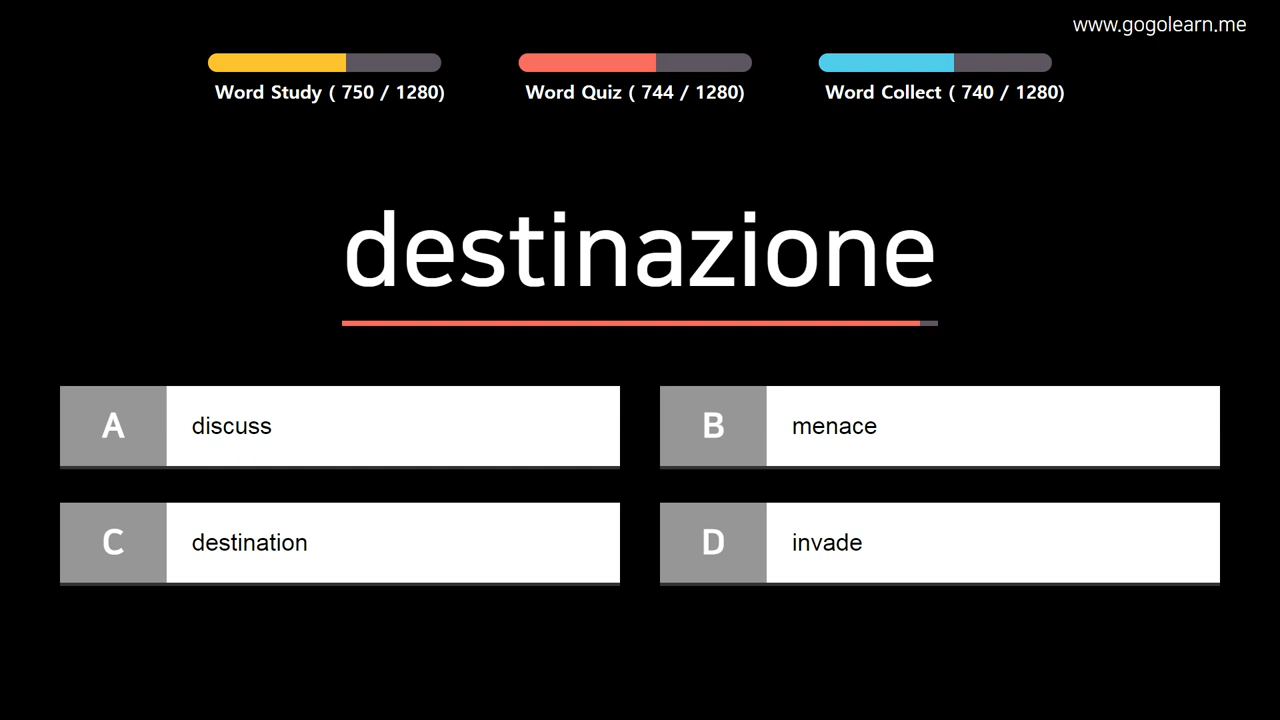 www.gogolearn.me
Word Study ( 750 / 1280)
Word Quiz ( 744 / 1280)
Word Collect ( 740 / 1280)
destinazione
A discuss
B menace
C destination
D invade